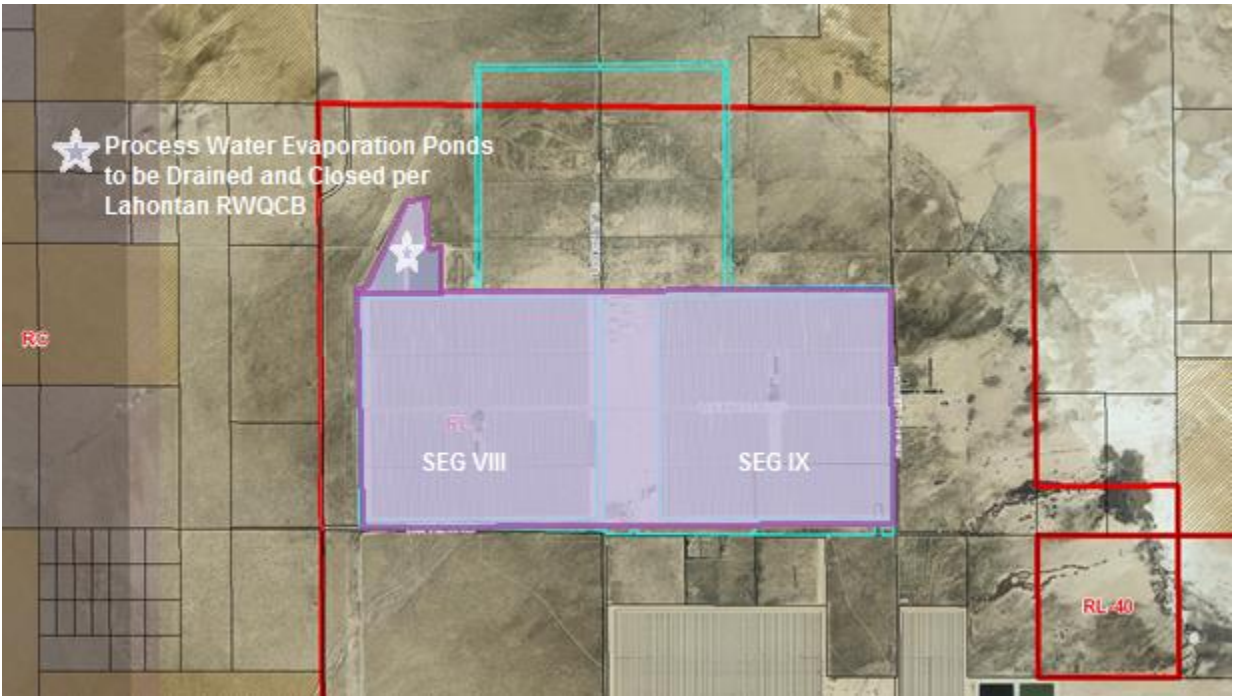 Process Water Evaporation Ponds
to be Drained and Closed per
Lahontan RWQCB
RC
RL
SEG VIII
SEG IX
RL-40